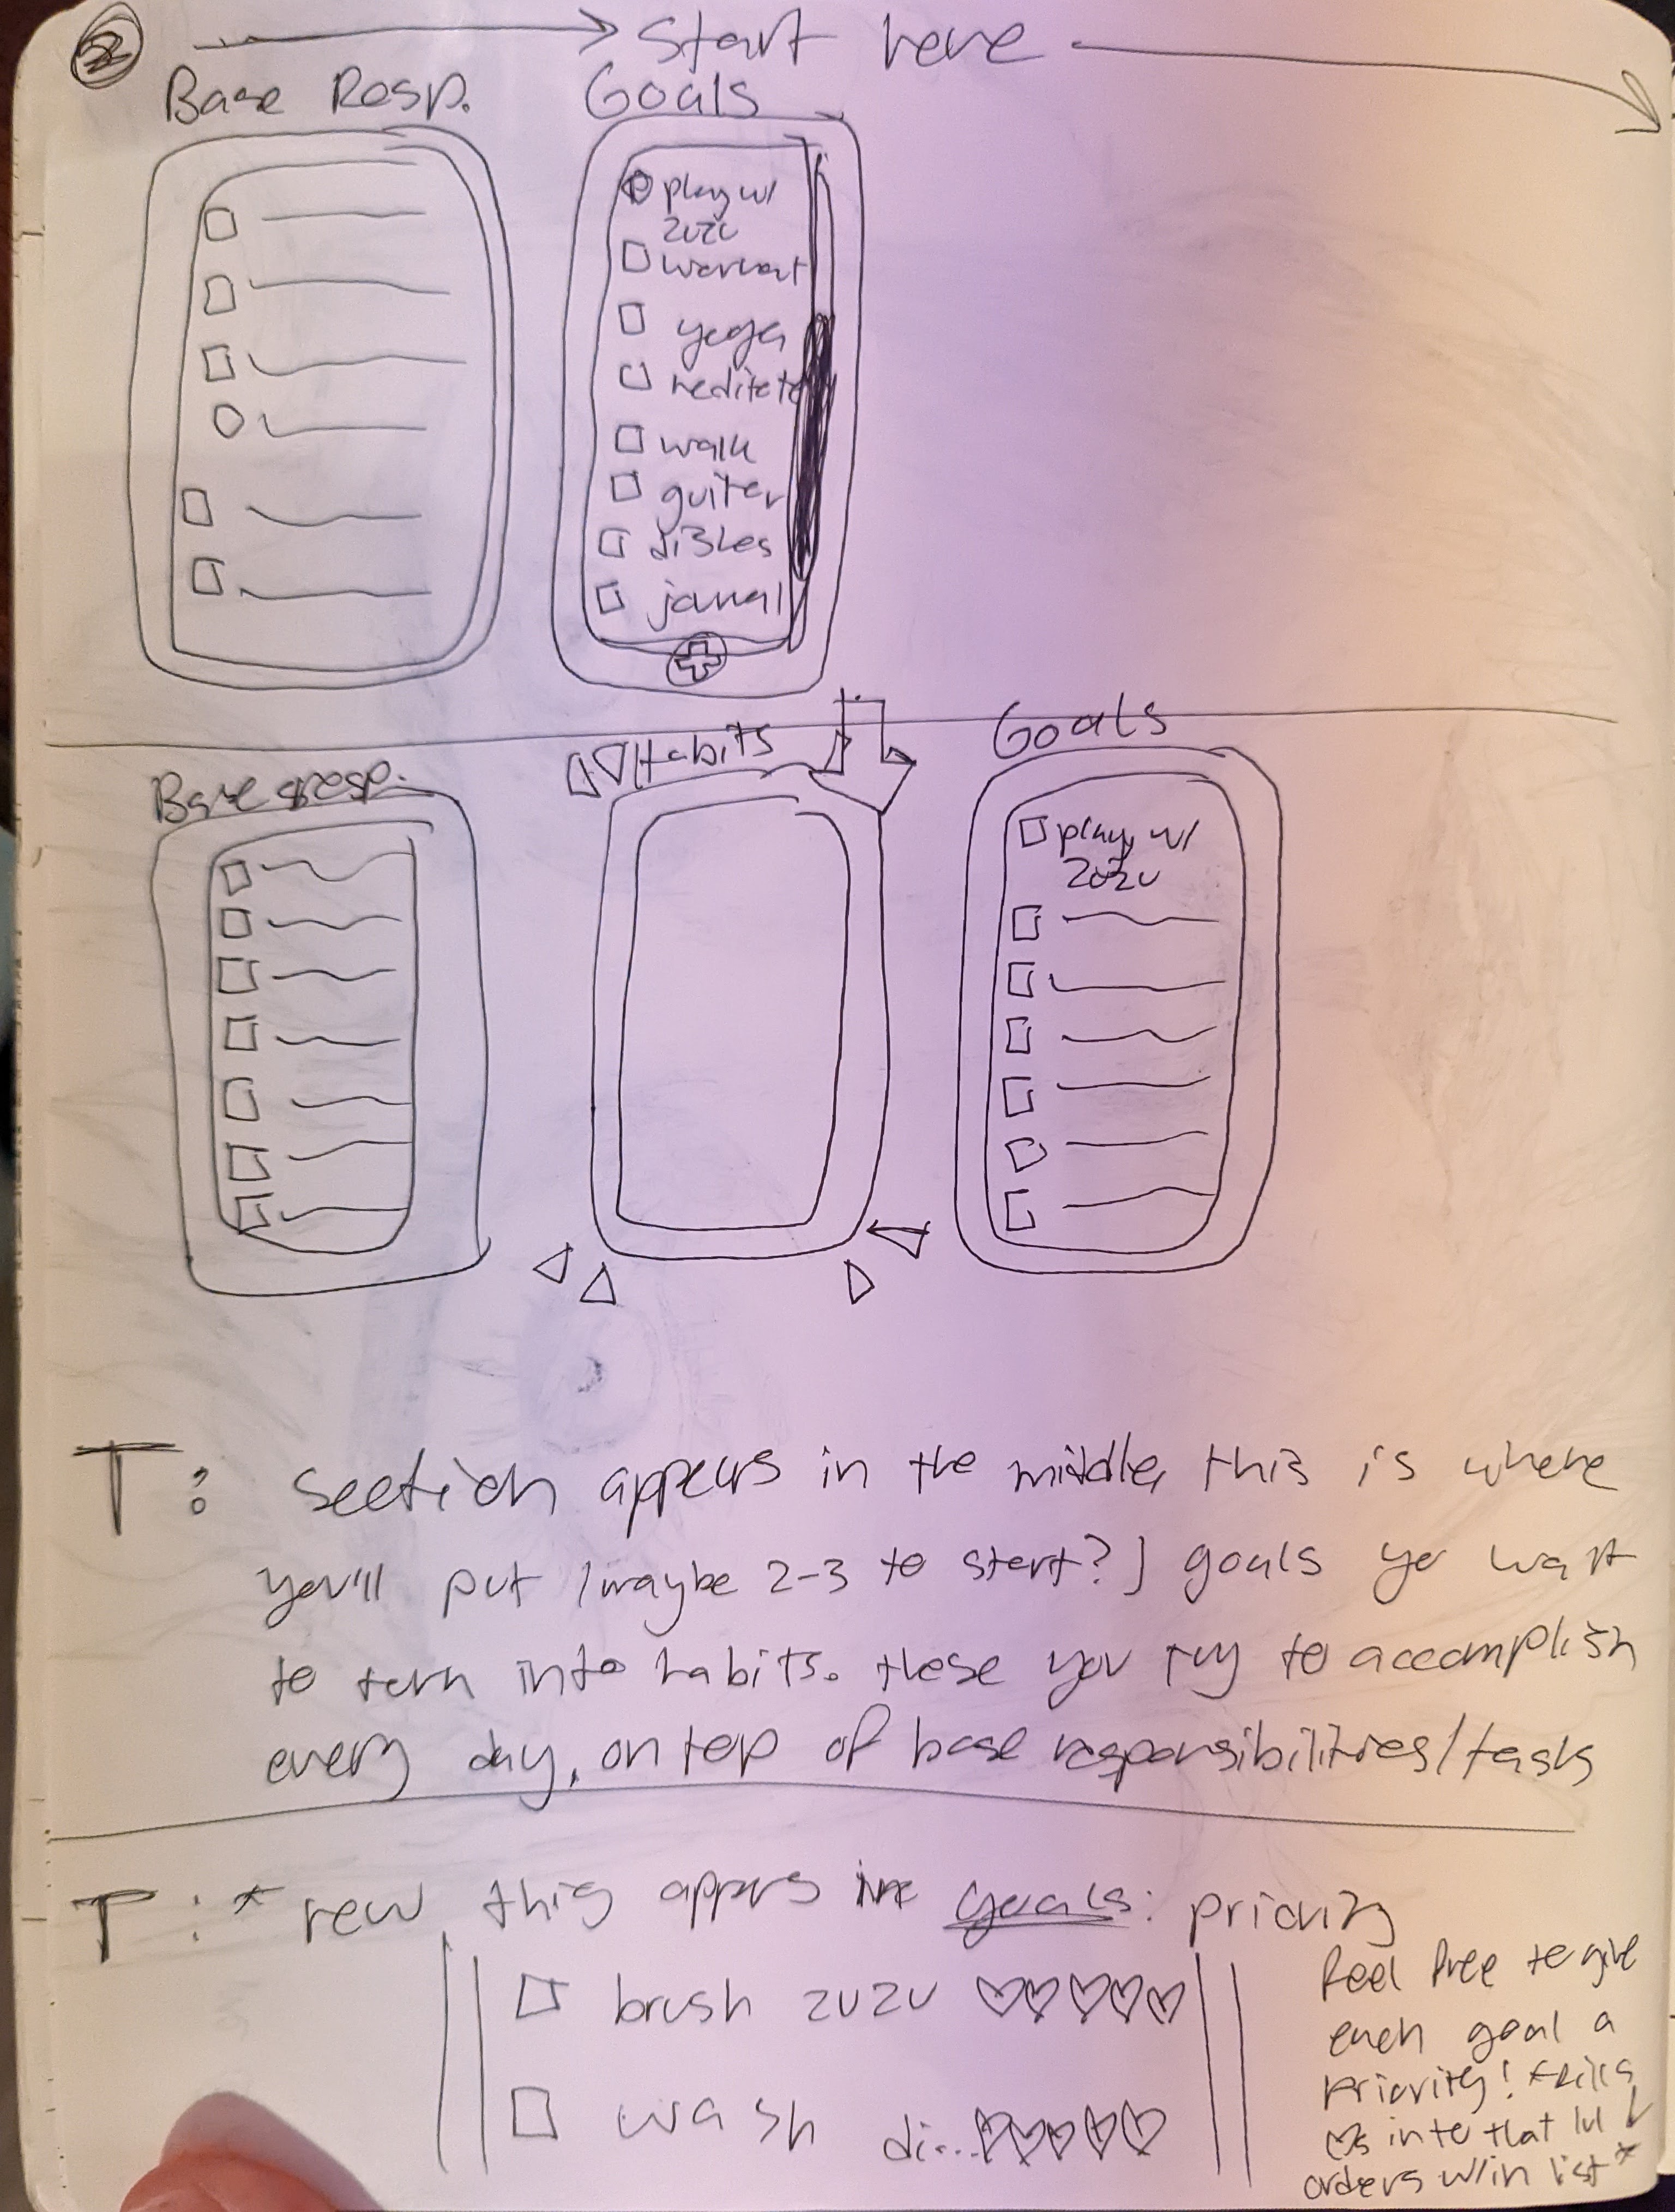 2 → Start here
Base Resp. Goals
play w/
zuzu
workout
yoga
meditate
walk
guitar
dishes
journal
Base resp. Habits Goals
play w/
zuzu
T: section appears in the middle, this is where
you'll put (maybe 2-3 to start?) goals you want
to turn into habits. these you try to accomplish
every day, on top of base responsibilities/tasks
T: * new, this appers in goals: priority
brush zuzu ♡♡♡♡♡
wash di...♡♡♡♡♡
feel free to give
each goal a
priority! *fills
♡s into that lvl ↓
orders w/in list*